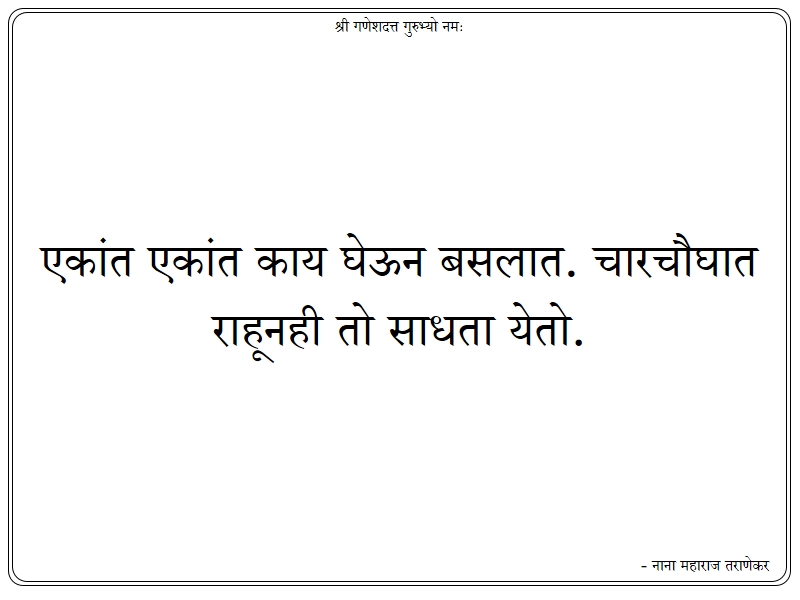 श्री गणेशदत्त गुरुभ्यो नमः
एकांत एकांत काय घेऊन बसलात. चारचौघात
राहूनही तो साधता येतो.
- नाना महाराज तराणेकर